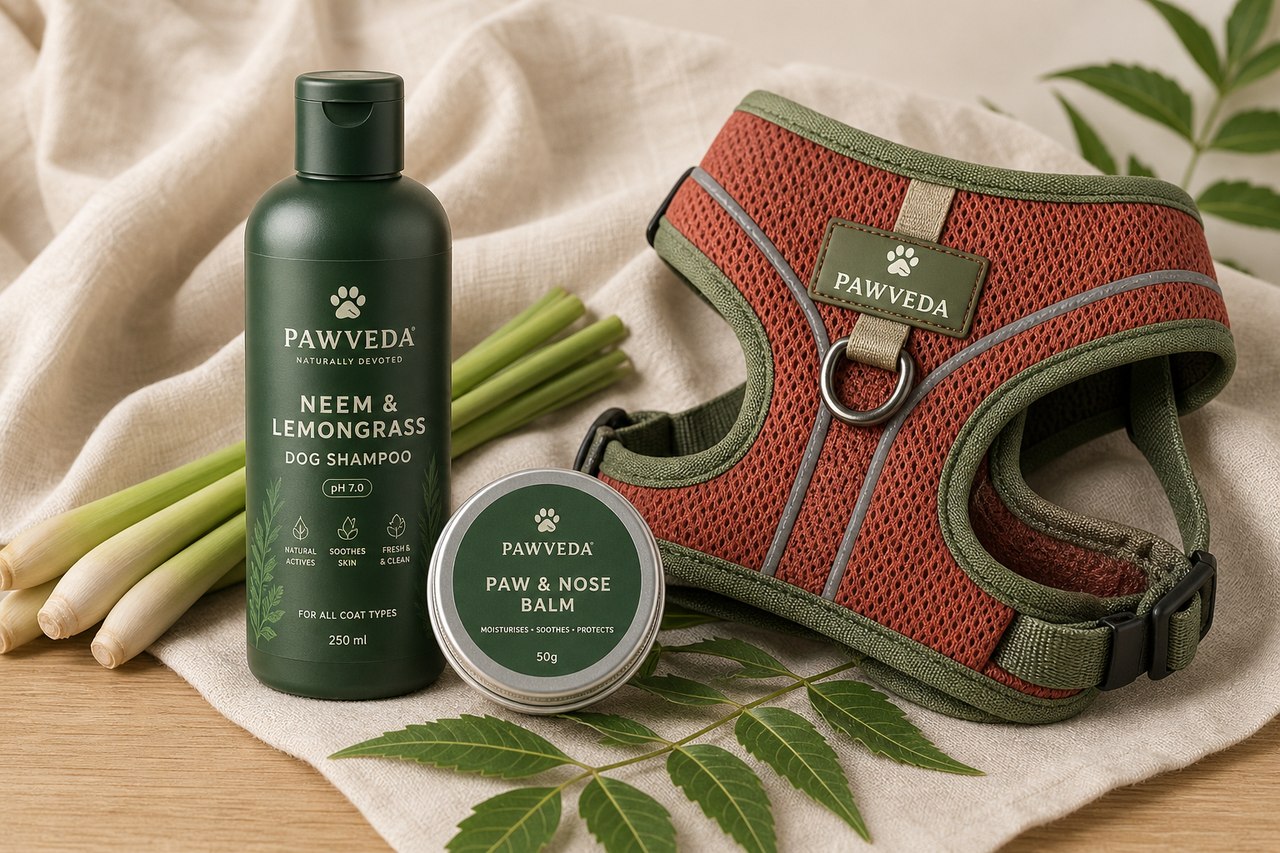 PAWVEDA®
NATURALLY DEVOTED
NEEM &
LEMONGRASS
DOG SHAMPOO
pH 7.0
NATURAL
ACTIVES
SOOTHES
SKIN
FRESH &
& CLEAN
FOR ALL COAT TYPES
250 ml
PAWVEDA®
PAW & NOSE
BALM
MOISTURISES • SOOTHES • PROTECTS
50g
PAWVEDA